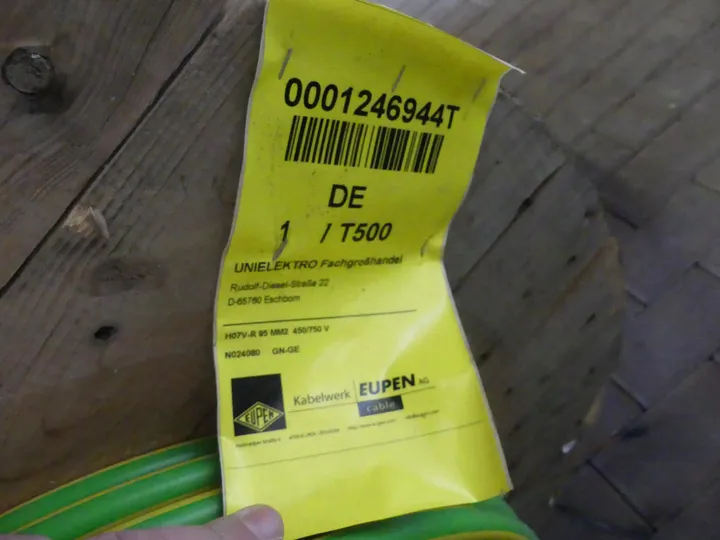 0001246944T
DE
1 / T500
UNIELEKTRO Fachgroßhandel
Rudolf-Diesel-Straße 22
D-65760 Eschborn
H07V-R 95 MM2 450/750 V
N024080 GN-GE
EUPEN
Kabelwerk EUPEN AG
cable